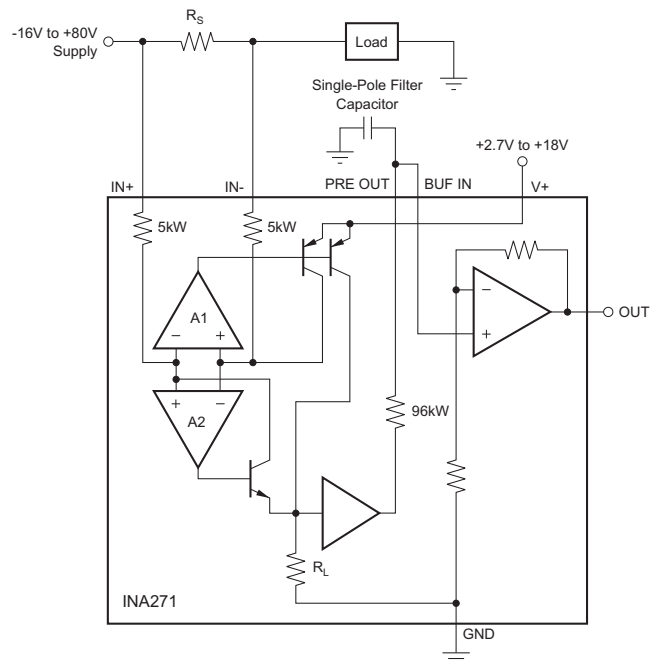 R_S
-16V to +80V
Supply
Load
Single-Pole Filter
Capacitor
+2.7V to +18V
IN+
IN-
PRE OUT
BUF IN
V+
5kW
5kW
A1
- +
-
+
OUT
+ -
A2
96kW
R_L
INA271
GND